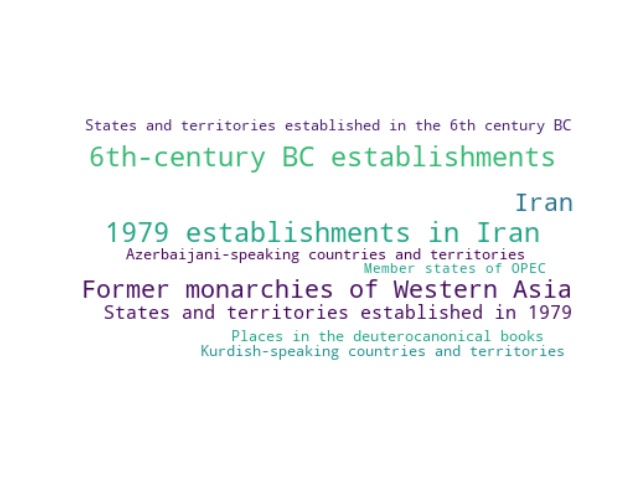 States and territories established in the 6th century BC
6th-century BC establishments
Iran
1979 establishments in Iran
Azerbaijani-speaking countries and territories
Member states of OPEC
Former monarchies of Western Asia
States and territories established in 1979
Places in the deuterocanonical books
Kurdish-speaking countries and territories